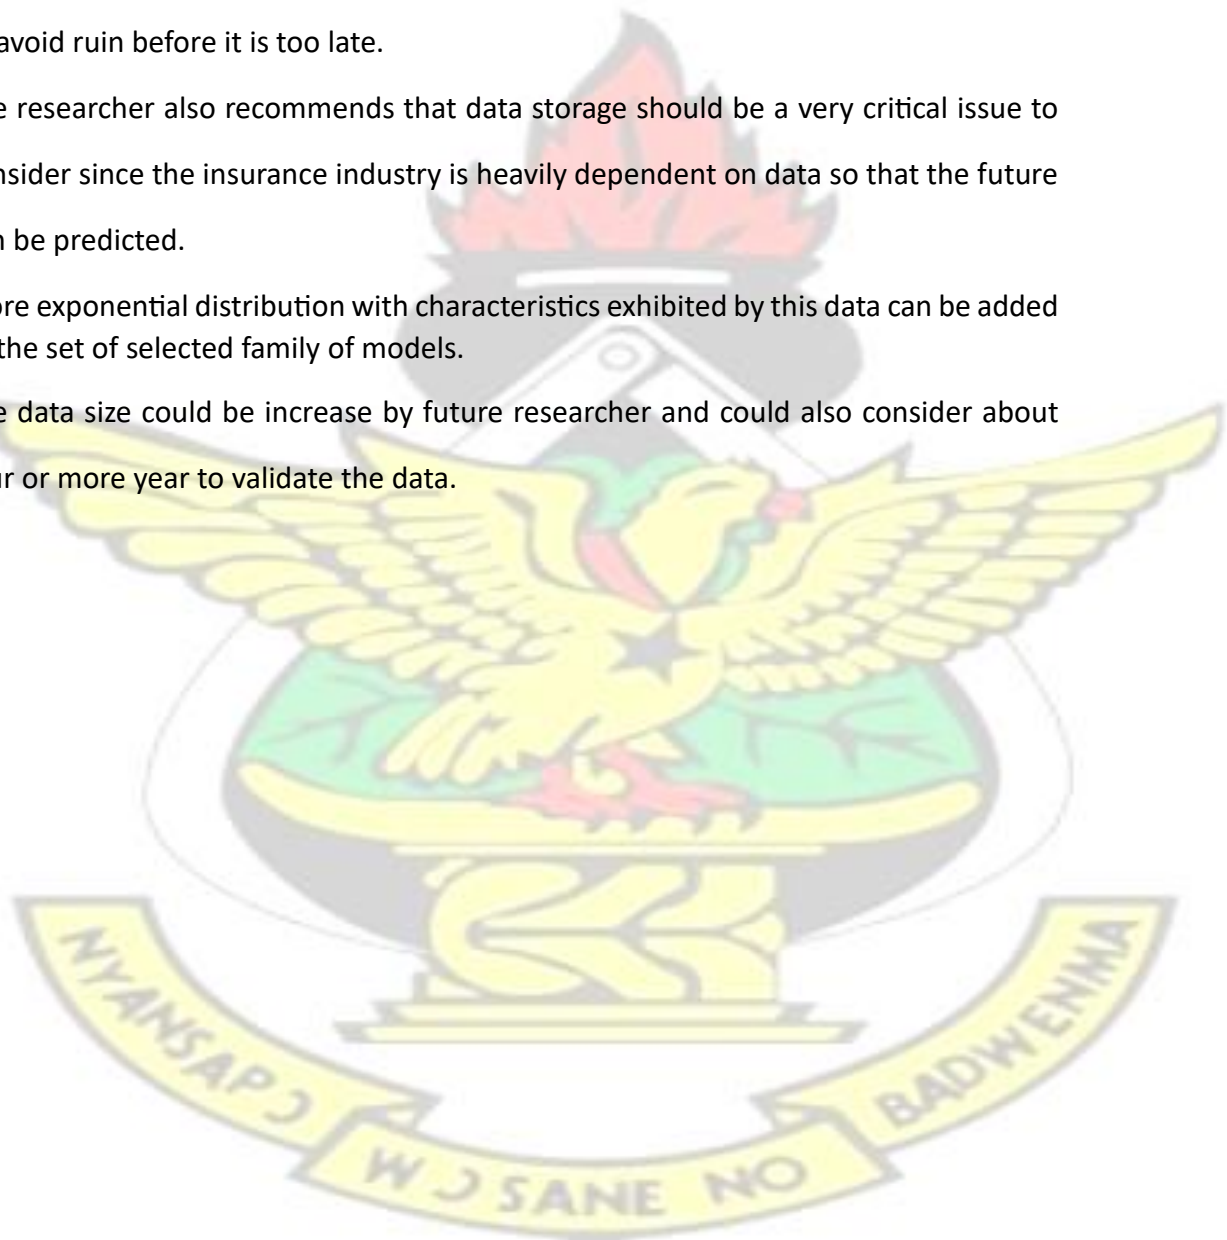 avoid ruin before it is too late.
e researcher also recommends that data storage should be a very critical issue to
nsider since the insurance industry is heavily dependent on data so that the future
n be predicted.
ore exponential distribution with characteristics exhibited by this data can be added
the set of selected family of models.
e data size could be increase by future researcher and could also consider about
ur or more year to validate the data.
NYANSAPƆ
WƆSANE NO
BADWENMA